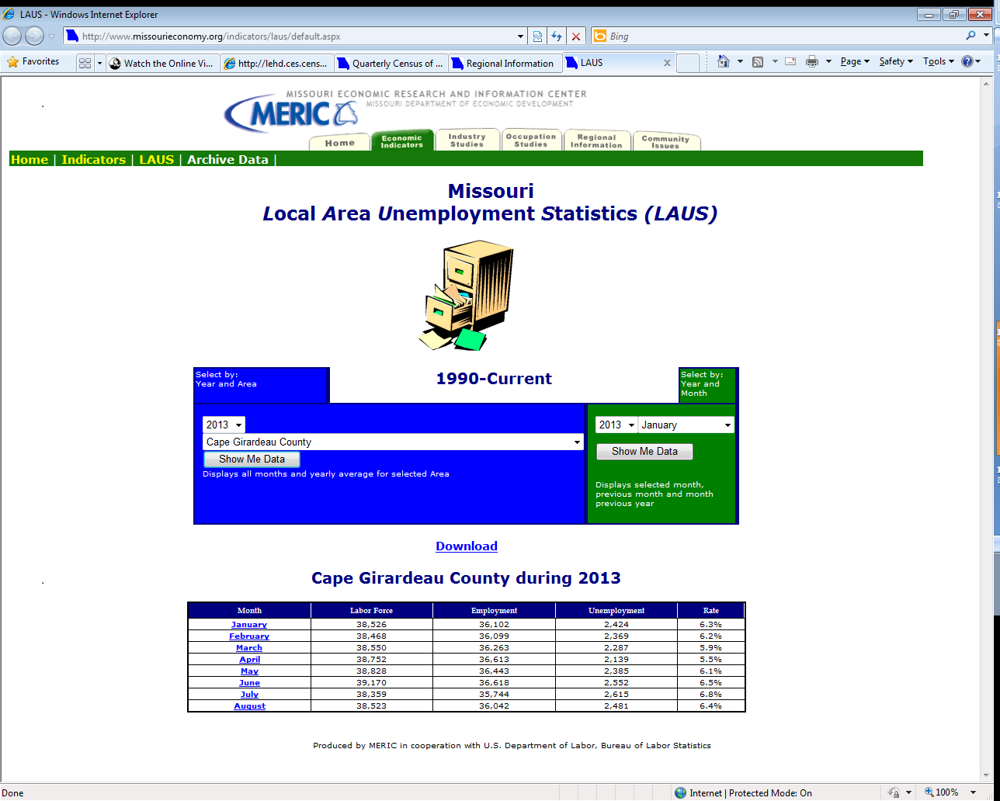 LAUS - Windows Internet Explorer
http://www.missourieconomy.org/indicators/laus/default.aspx
Bing
Favorites
Watch the Online Vi...
http://lehd.ces.cens...
Quarterly Census of ...
Regional Information
LAUS
Page
Safety
Tools
MISSOURI ECONOMIC RESEARCH AND INFORMATION CENTER
MISSOURI DEPARTMENT OF ECONOMIC DEVELOPMENT
MERIC
Home
Economic Indicators
Industry Studies
Occupation Studies
Regional Information
Community Issues
Home | Indicators | LAUS | Archive Data |
Missouri
Local Area Unemployment Statistics (LAUS)
Select by:
Year and Area
1990-Current
Select by:
Year and
Month
2013
Cape Girardeau County
Show Me Data
Displays all months and yearly average for selected Area
2013 January
Show Me Data
Displays selected month,
previous month and month
previous year
Download
Cape Girardeau County during 2013
Month Labor Force Employment Unemployment Rate
January 38,526 36,102 2,424 6.3%
February 38,468 36,099 2,369 6.2%
March 38,550 36,263 2,287 5.9%
April 38,752 36,613 2,139 5.5%
May 38,828 36,443 2,385 6.1%
June 39,170 36,618 2,552 6.5%
July 38,359 35,744 2,615 6.8%
August 38,523 36,042 2,481 6.4%
Produced by MERIC in cooperation with U.S. Department of Labor, Bureau of Labor Statistics
Done
Internet | Protected Mode: On
100%